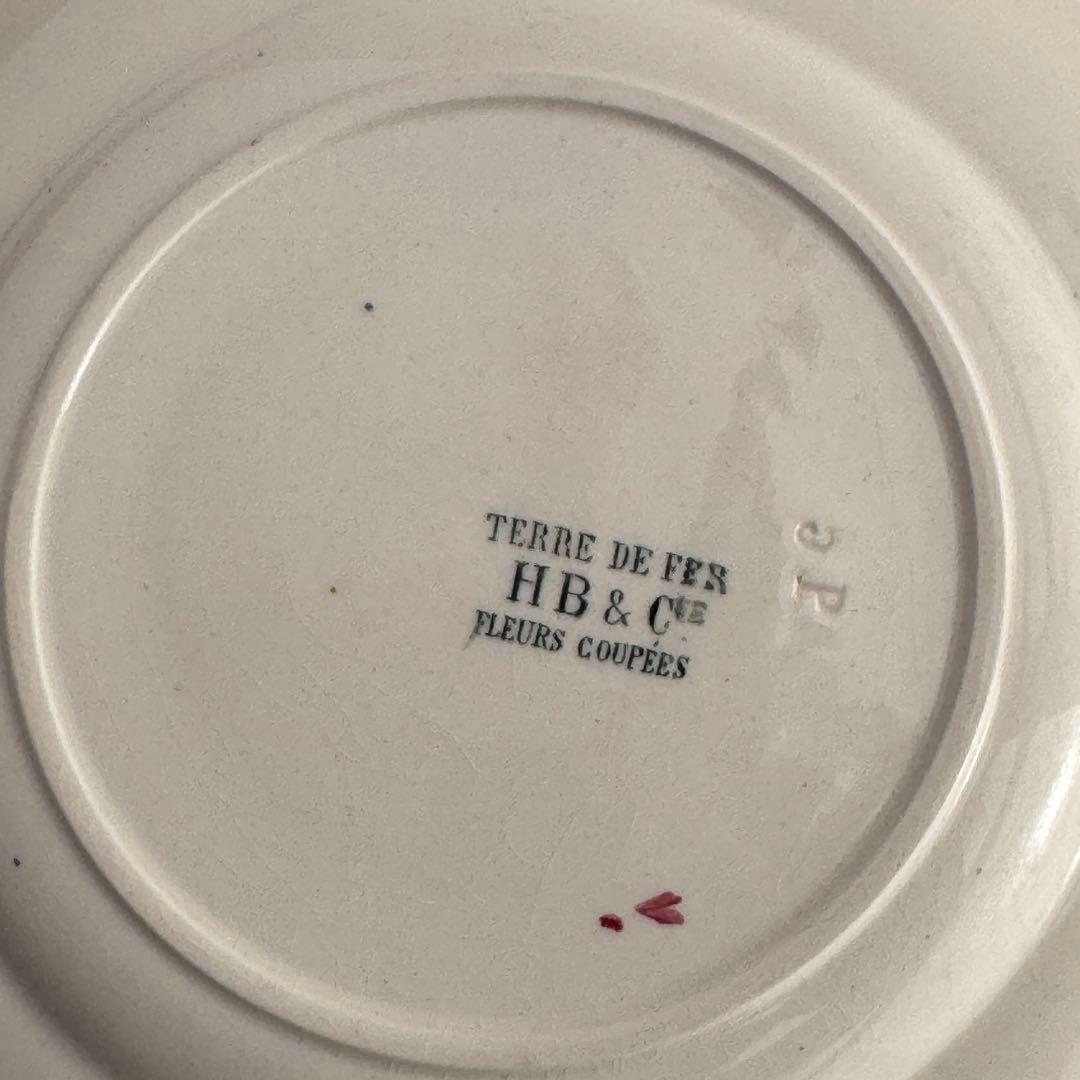 TERRE DE FER
HB & Cie
FLEURS COUPÉES